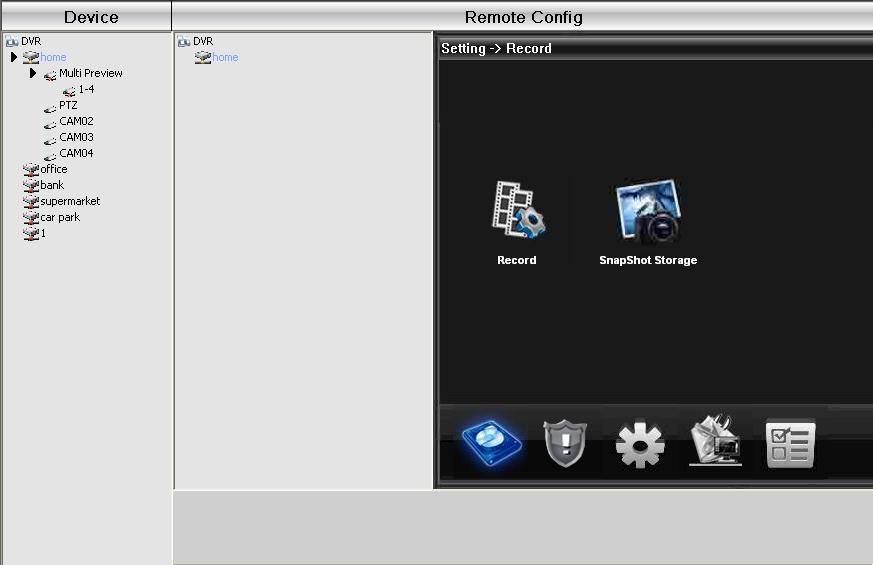 Device
Remote Config
DVR
home
Multi Preview
1-4
PTZ
CAM02
CAM03
CAM04
office
bank
supermarket
car park
1
DVR
home
Setting -> Record
Record
SnapShot Storage